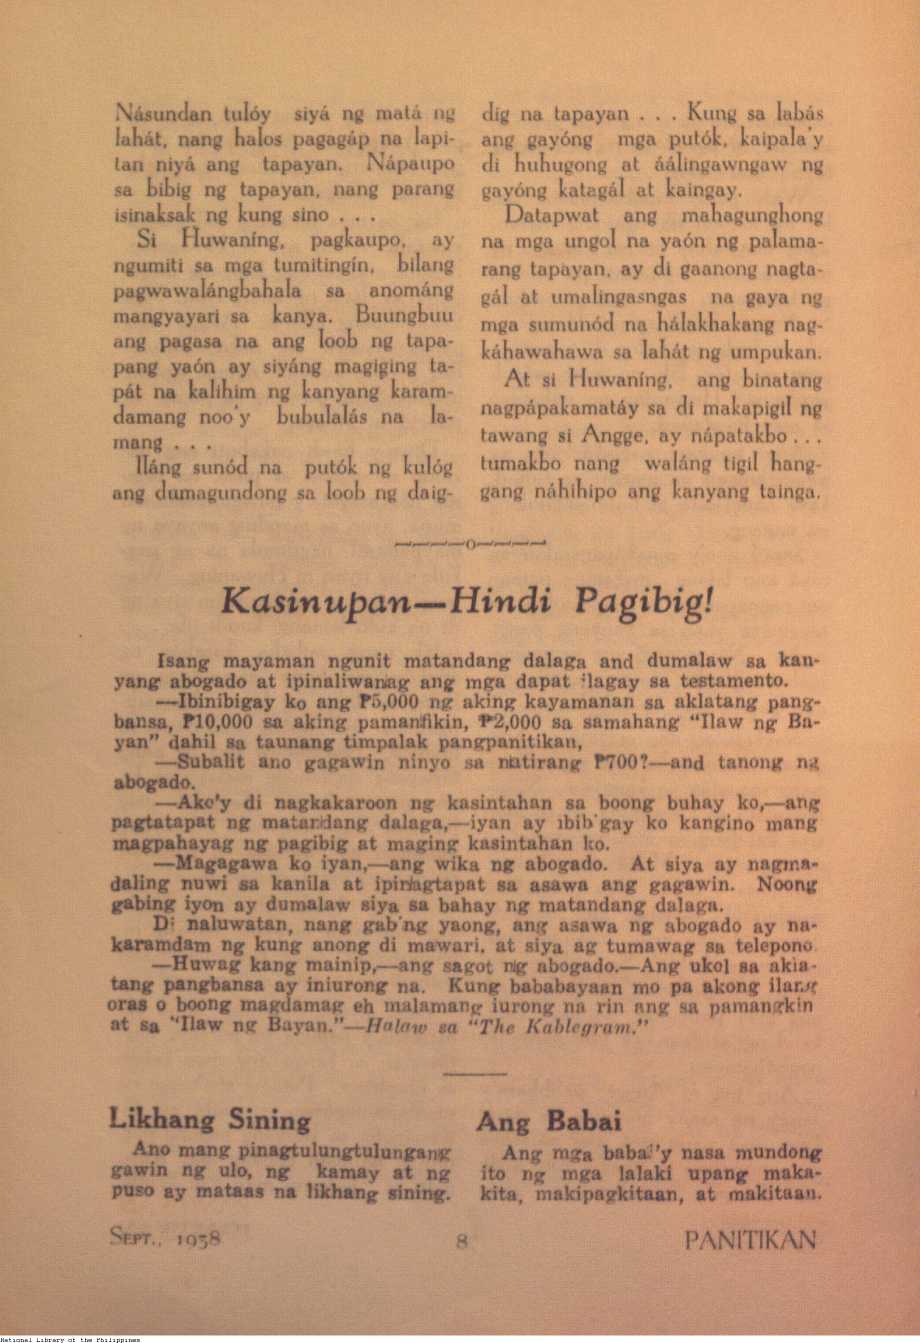 Násundan tulóy siyá ng matá ng
lahát, nang halos pagagáp na lapi-
tan niyá ang tapayan. Nápaupo
sa bibig ng tapayan, nang parang
isinaksak ng kung sino . . .
Si Huwaníng, pagkaupo, ay
ngumiti sa mga tumitingín, bilang
pagwawalángbahala sa anománg
mangyayari sa kanya. Buungbuu
ang pagasa na ang loob ng tapa-
pang yaón ay siyáng magiging ta-
pát na kalihim ng kanyang karam-
damang noo'y bubulalás na la-
mang . . .
Iláng sunód na putók ng kulóg
ang dumagundong sa loob ng daig-
dig na tapayan . . . Kung sa labás
ang gayóng mga putók, kaipala'y
di huhugong at áálingawngaw ng
gayóng katagál at kaingay.
Datapwat ang mahagunghong
na mga ungol na yaón ng palama-
rang tapayan, ay di gaanong nagta-
gál at umalingasngas na gaya ng
mga sumunód na hálakhakang nag-
káhawahawa sa lahát ng umpukan.
At si Huwaníng, ang binatang
nagpápakamatáy sa di makapigil ng
tawang si Angge, ay nápatakbo . . .
tumakbo nang waláng tigil hang-
gang náhihipo ang kanyang tainga.
Kasinupan—Hindi Pagibig!
Isang mayaman ngunit matandang dalaga and dumalaw sa kan-
yang abogado at ipinaliwanag ang mga dapat ilagay sa testamento.
—Ibinibigay ko ang ₱5,000 ng aking kayamanan sa aklatang pang-
bansa, ₱10,000 sa aking pamanfikin, ₱2,000 sa samahang "Ilaw ng Ba-
yan" dahil sa taunang timpalak pangpanitikan,
—Subalit ano gagawin ninyo sa natirang ₱700?—and tanong ng
abogado.
—Ako'y di nagkakaroon ng kasintahan sa boong buhay ko,—ang
pagtatapat ng matandang dalaga,—iyan ay ibibigay ko kangino mang
magpahayag ng pagibig at maging kasintahan ko.
—Magagawa ko iyan,—ang wika ng abogado. At siya ay nagma-
daling nuwi sa kanila at ipinagtapat sa asawa ang gagawin. Noong
gabing iyon ay dumalaw siya sa bahay ng matandang dalaga.
Di naluwatan, nang gabing yaong, ang asawa ng abogado ay na-
karamdam ng kung anong di mawari, at siya ag tumawag sa telepono.
—Huwag kang mainip,—ang sagot ng abogado.—Ang ukol sa akla-
tang pangbansa ay iniurong na. Kung bababayaan mo pa akong ilang
oras o boong magdamag eh malamang iurong na rin ang sa pamangkin
at sa "Ilaw ng Bayan."—Halaw sa "The Kablegram."
Likhang Sining
Ano mang pinagtulungtulungang
gawin ng ulo, ng kamay at ng
puso ay mataas na likhang sining.
Ang Babai
Ang mga babai'y nasa mundong
ito ng mga lalaki upang maka-
kita, makipagkitaan, at makitaan.
SEPT., 1938
8
PANITIKAN
National Library of the Philippines